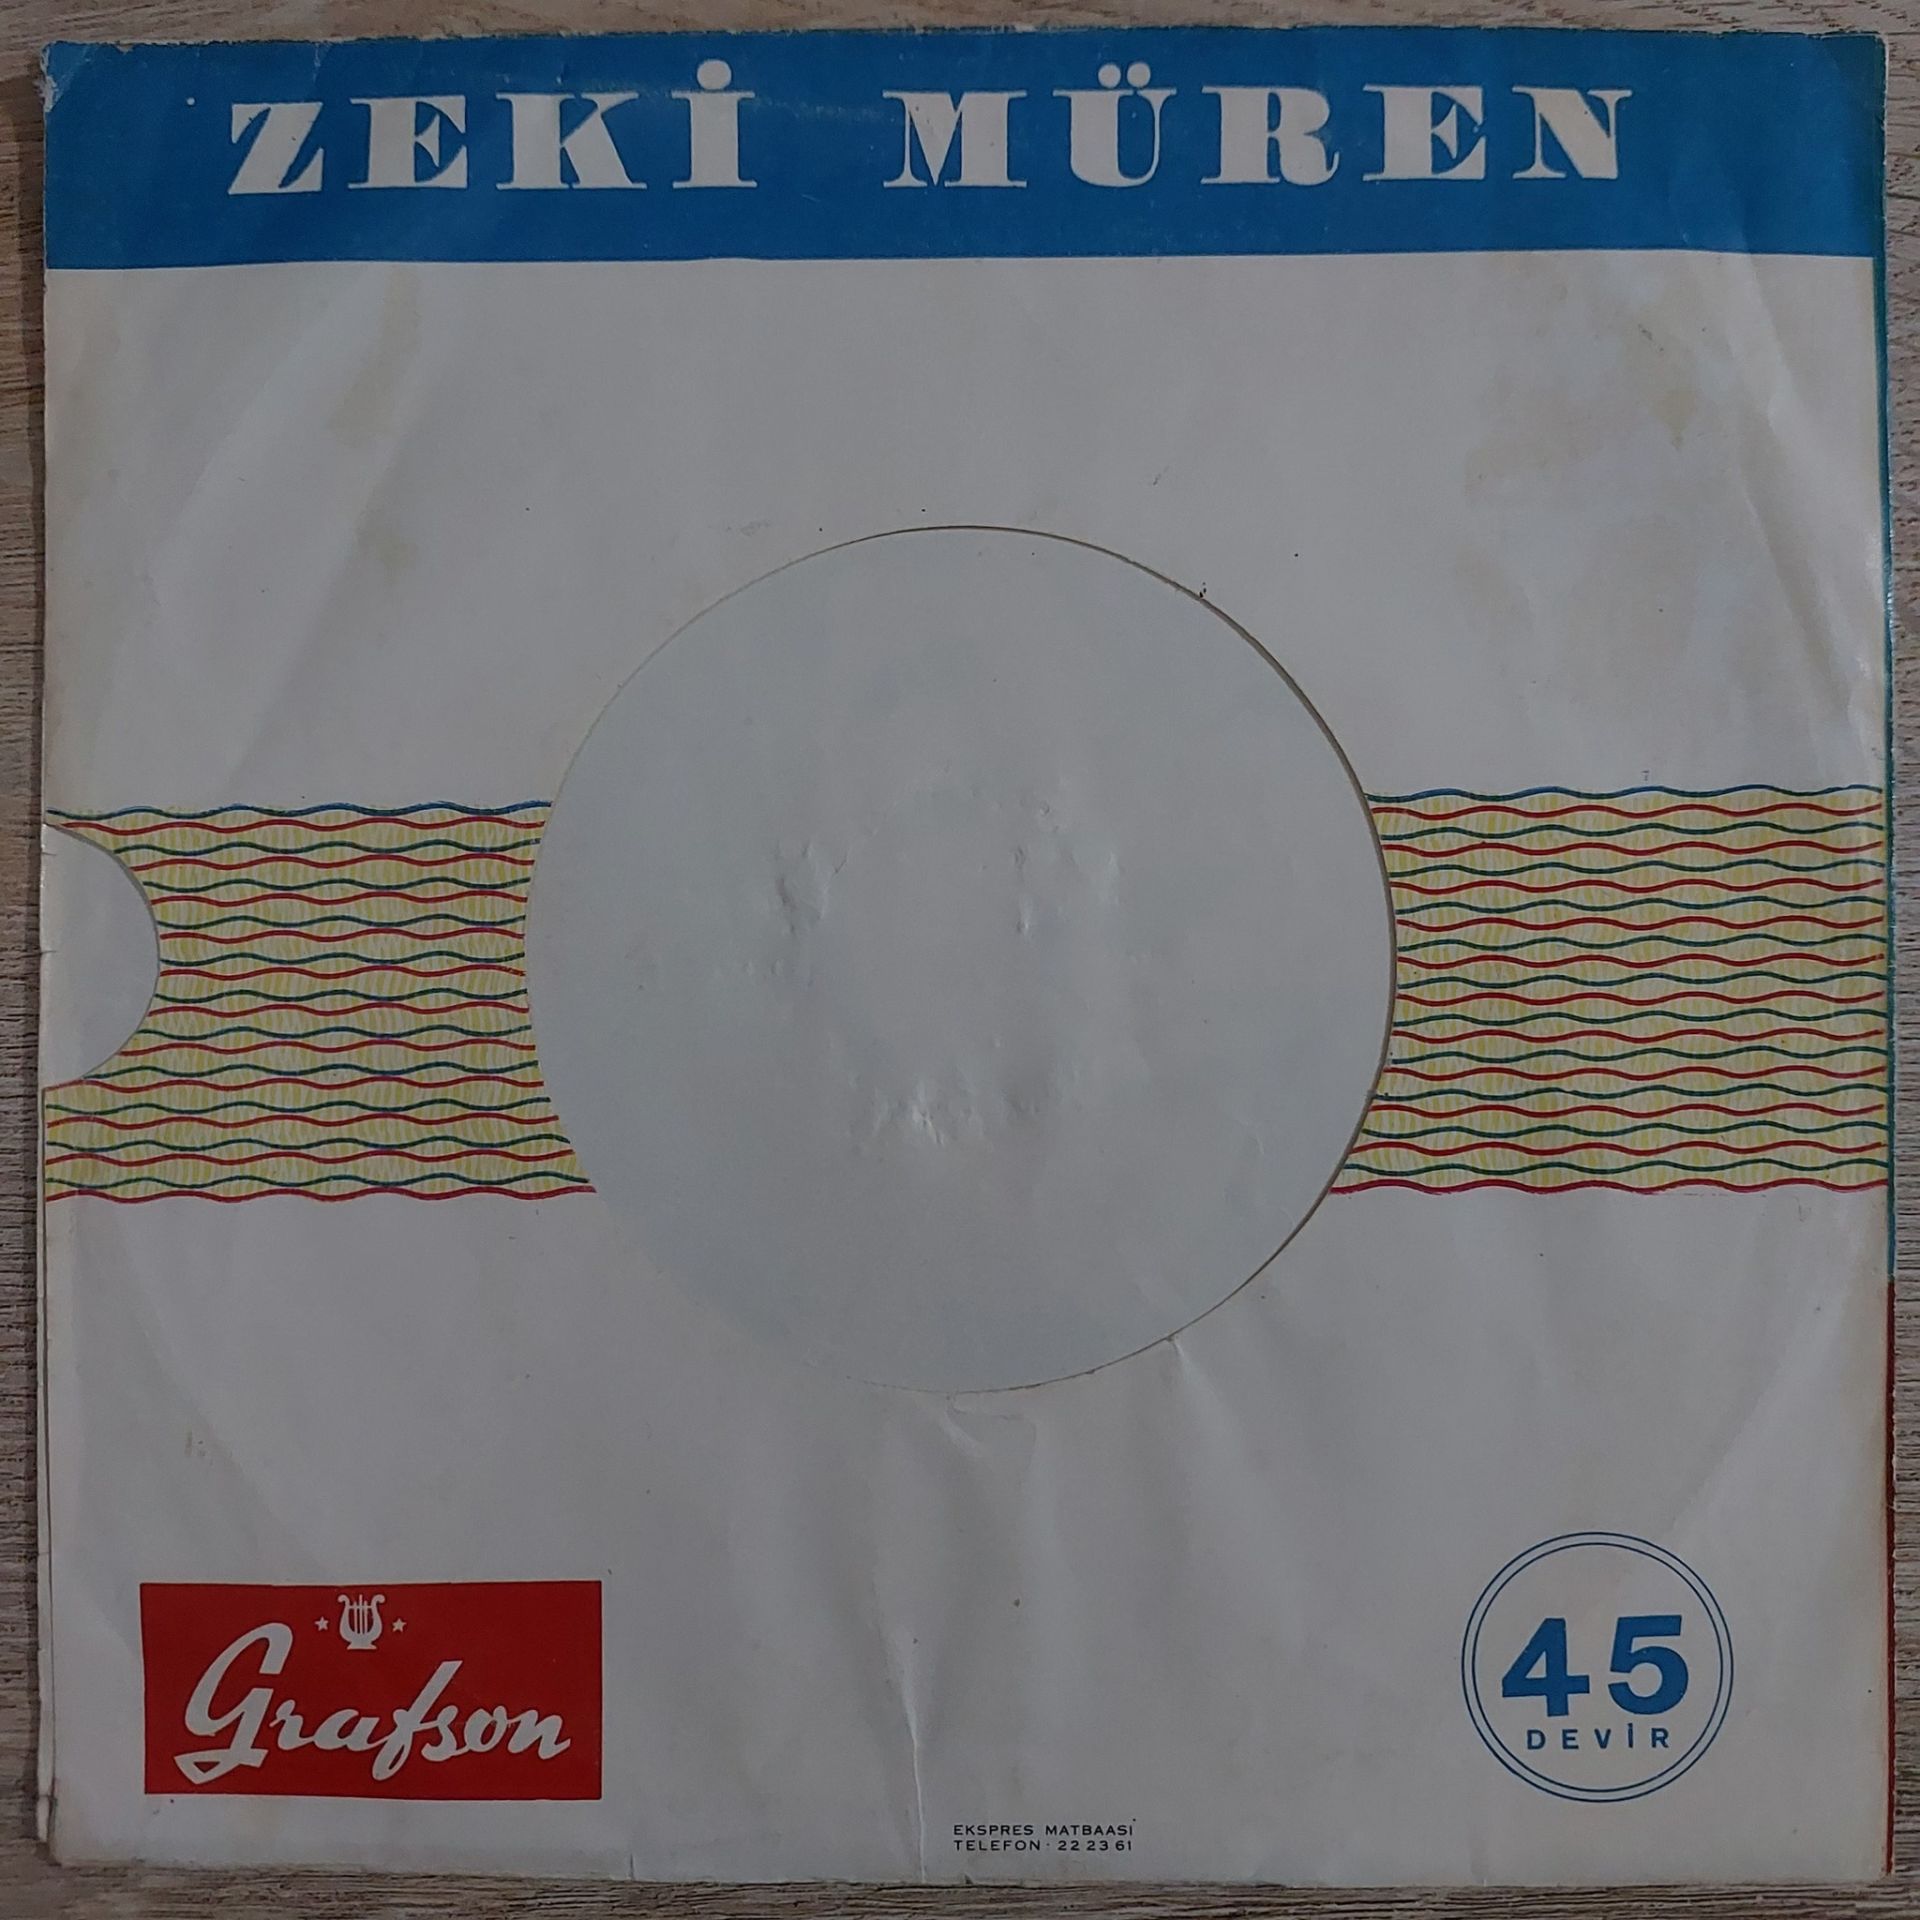 ZEKİ MÜREN
Grafson
45
DEVİR
EKSPRES MATBAASI
TELEFON · 22 23 61